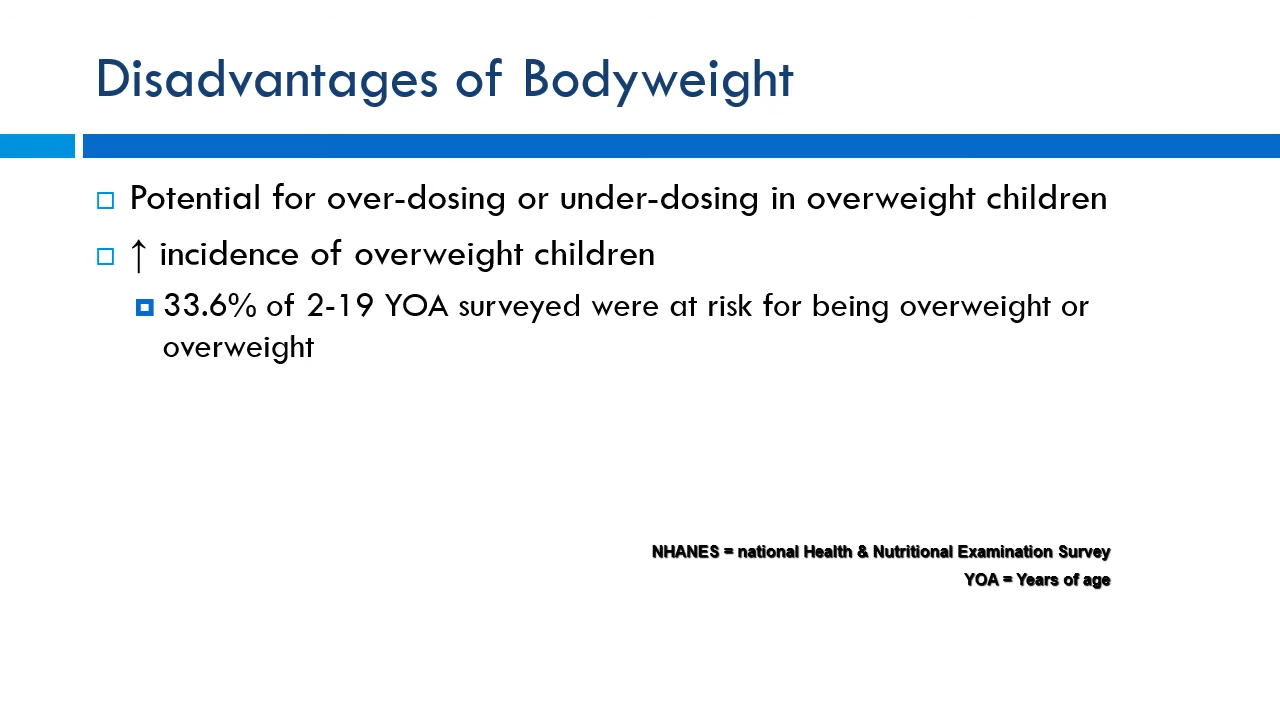 Disadvantages of Bodyweight
Potential for over-dosing or under-dosing in overweight children
↑ incidence of overweight children
33.6% of 2-19 YOA surveyed were at risk for being overweight or
overweight
NHANES = national Health & Nutritional Examination Survey
YOA = Years of age